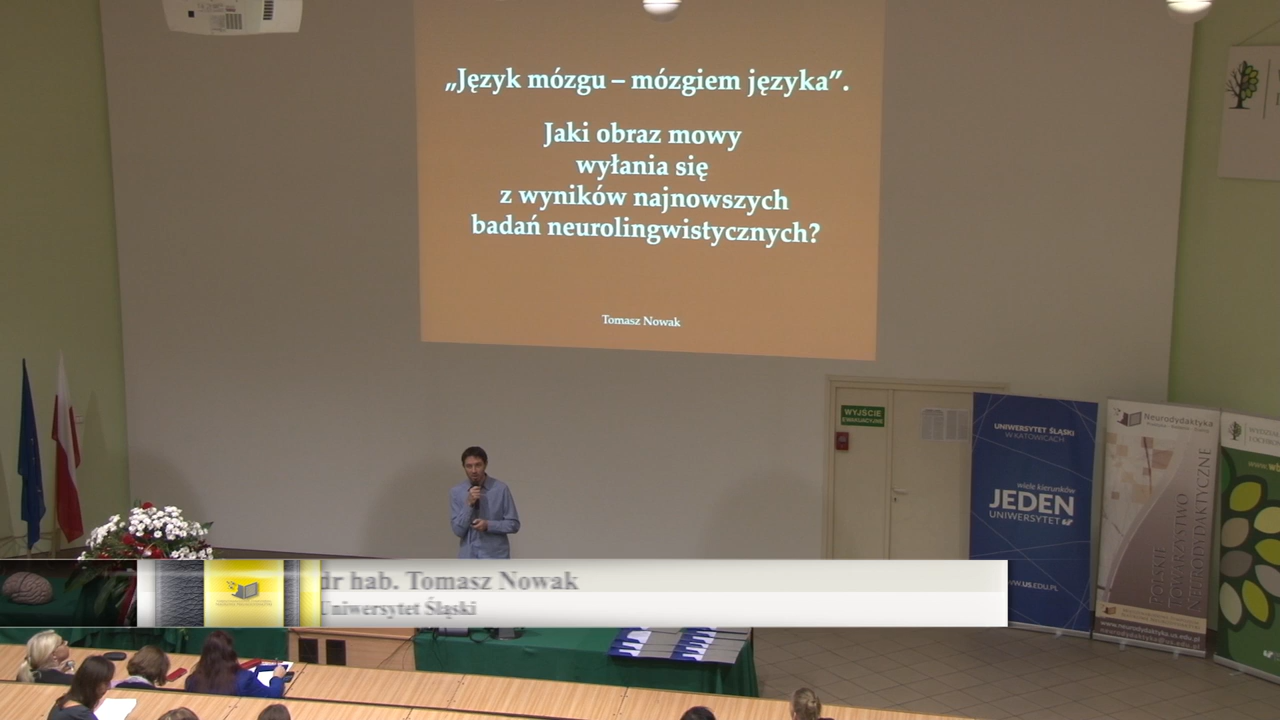 „Język mózgu – mózgiem języka”.
Jaki obraz mowy
wyłania się
z wyników najnowszych
badań neurolingwistycznych?
Tomasz Nowak
WYJŚCIE
EWAKUACYJNE
UNIWERSYTET ŚLĄSKI
W KATOWICACH
wiele kierunków
JEDEN
UNIWERSYTET
WWW.US.EDU.PL
Neurodydaktyka
POLSKIE
TOWARZYSTWO
NEURODYDAKTYCZNE
www.neurodydaktyka.us.edu.pl
dr hab. Tomasz Nowak
Uniwersytet Śląski